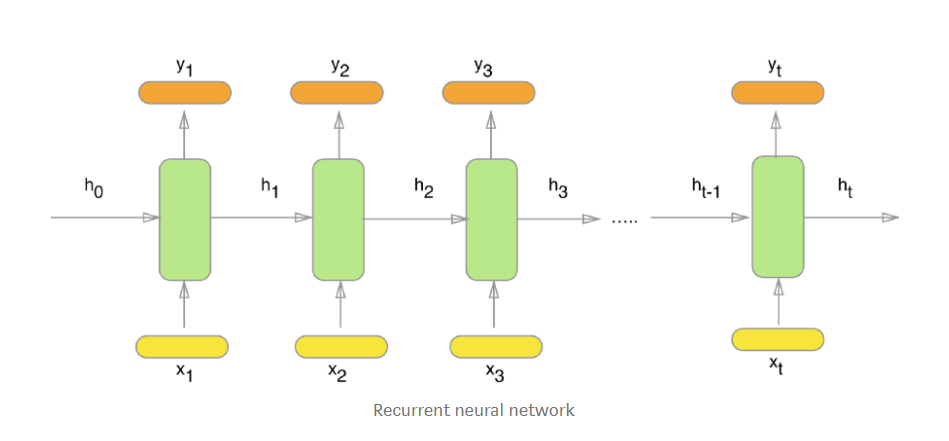 y1 y2 y3 yt
h0 h1 h2 h3 ..... ht-1 ht
x1 x2 x3 xt
Recurrent neural network